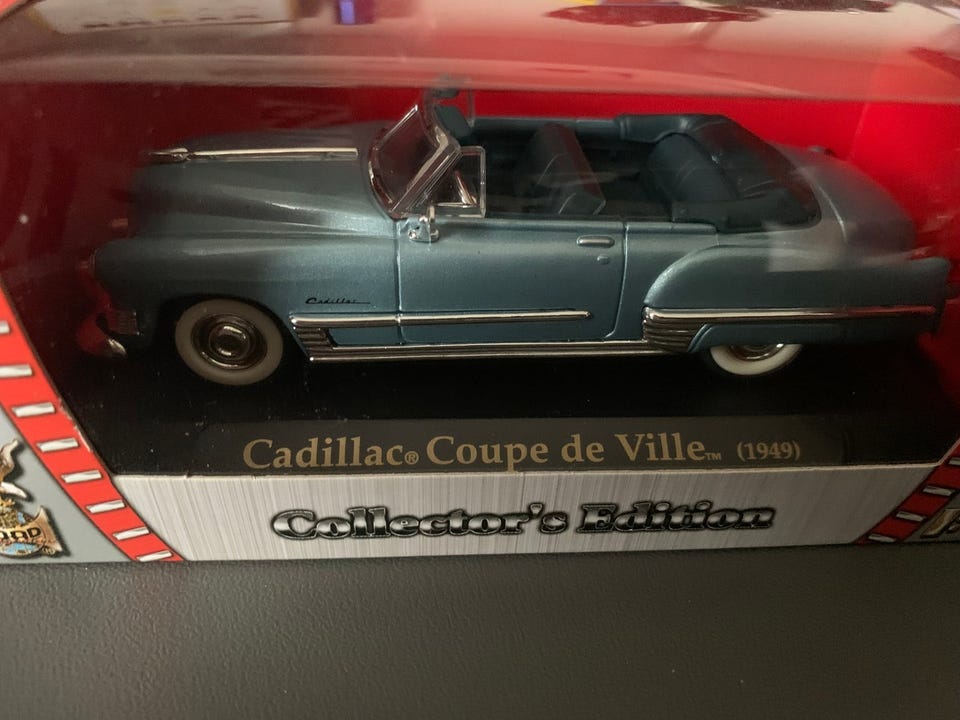 Cadillac
Cadillac® Coupe de Ville™ (1949)
Collector's Edition